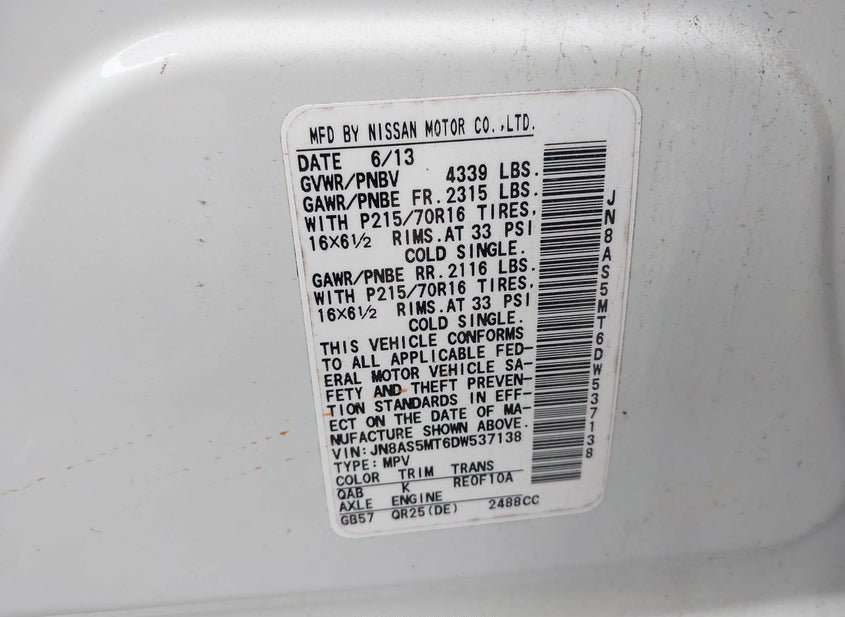 MFD BY NISSAN MOTOR CO.,LTD.
DATE 6/13
GVWR/PNBV 4339 LBS.
GAWR/PNBE FR.2315 LBS.
WITH P215/70R16 TIRES,
16X6½ RIMS.AT 33 PSI
COLD SINGLE.
GAWR/PNBE RR.2116 LBS.
WITH P215/70R16 TIRES,
16X6½ RIMS.AT 33 PSI
COLD SINGLE.
THIS VEHICLE CONFORMS
TO ALL APPLICABLE FED-
ERAL MOTOR VEHICLE SA-
FETY AND THEFT PREVEN-
TION STANDARDS IN EFF-
ECT ON THE DATE OF MA-
NUFACTURE SHOWN ABOVE.
VIN:JN8AS5MT6DW537138
TYPE:MPV
COLOR TRIM TRANS
QAB K RE0F10A
AXLE ENGINE
GB57 QR25(DE) 2488CC
JN8AS5MT6DW537138